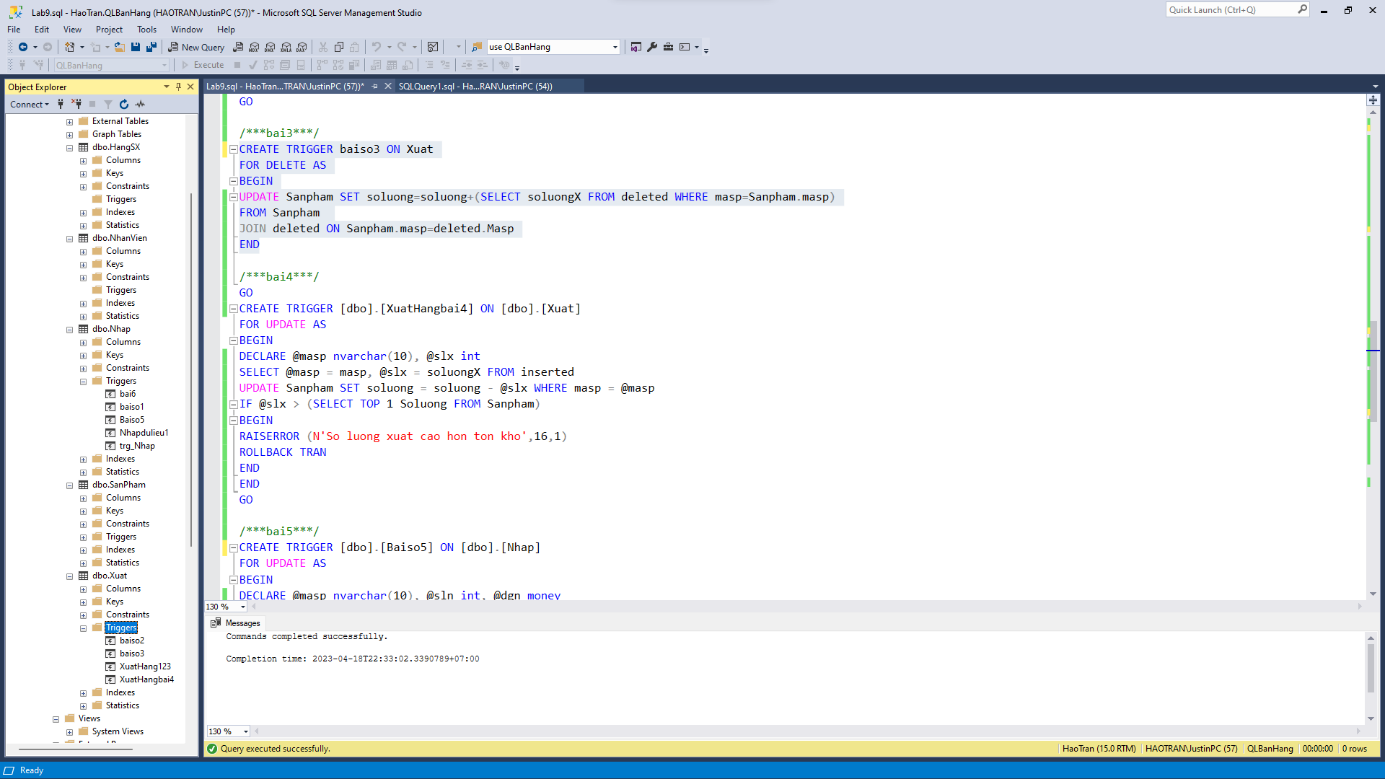 Lab9.sql - HaoTran.QLBanHang (HAOTRAN\JustinPC (57))* - Microsoft SQL Server Management Studio
Quick Launch (Ctrl+Q)
File Edit View Project Tools Window Help
New Query
use QLBanHang
QLBanHang
Execute
Object Explorer
Connect
External Tables
Graph Tables
dbo.HangSX
Columns
Keys
Constraints
Triggers
Indexes
Statistics
dbo.NhanVien
Columns
Keys
Constraints
Triggers
Indexes
Statistics
dbo.Nhap
Columns
Keys
Constraints
Triggers
bai6
baiso1
Baiso5
Nhapdulieu1
trg_Nhap
Indexes
Statistics
dbo.SanPham
Columns
Keys
Constraints
Triggers
Indexes
Statistics
dbo.Xuat
Columns
Keys
Constraints
Triggers
baiso2
baiso3
XuatHang123
XuatHangbai4
Indexes
Statistics
Views
System Views
Lab9.sql - HaoTran...TRAN\JustinPC (57))*
SQLQuery1.sql - Ha...RAN\JustinPC (54))
GO
/***bai3***/
CREATE TRIGGER baiso3 ON Xuat
FOR DELETE AS
BEGIN
UPDATE Sanpham SET soluong=soluong+(SELECT soluongX FROM deleted WHERE masp=Sanpham.masp)
FROM Sanpham
JOIN deleted ON Sanpham.masp=deleted.Masp
END
/***bai4***/
GO
CREATE TRIGGER [dbo].[XuatHangbai4] ON [dbo].[Xuat]
FOR UPDATE AS
BEGIN
DECLARE @masp nvarchar(10), @slx int
SELECT @masp = masp, @slx = soluongX FROM inserted
UPDATE Sanpham SET soluong = soluong - @slx WHERE masp = @masp
IF @slx > (SELECT TOP 1 Soluong FROM Sanpham)
BEGIN
RAISERROR (N'So luong xuat cao hon ton kho',16,1)
ROLLBACK TRAN
END
END
GO
/***bai5***/
CREATE TRIGGER [dbo].[Baiso5] ON [dbo].[Nhap]
FOR UPDATE AS
BEGIN
DECLARE @masp nvarchar(10), @sln int, @dgn money
130 %
Messages
Commands completed successfully.
Completion time: 2023-04-18T22:33:02.3390789+07:00
130 %
Query executed successfully.
HaoTran (15.0 RTM) HAOTRAN\JustinPC (57) QLBanHang 00:00:00 0 rows
Ready